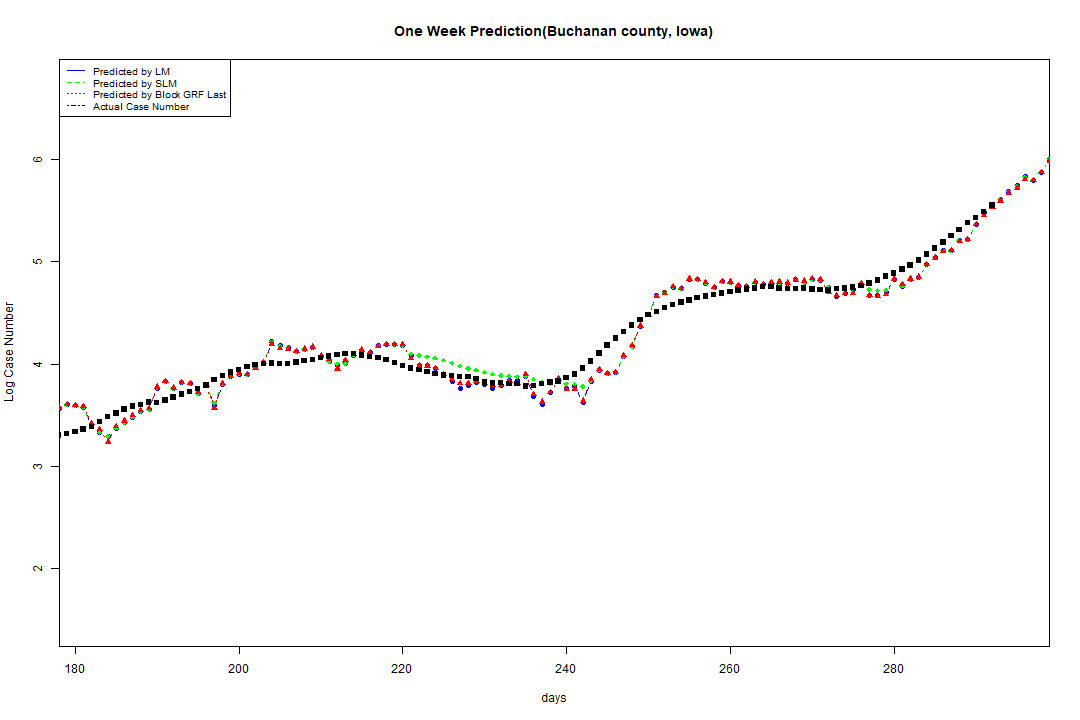 One Week Prediction(Buchanan county, Iowa)
Predicted by LM
Predicted by SLM
Predicted by Block GRF Last
Actual Case Number
6
5
4
3
2
Log Case Number
180 200 220 240 260 280
days